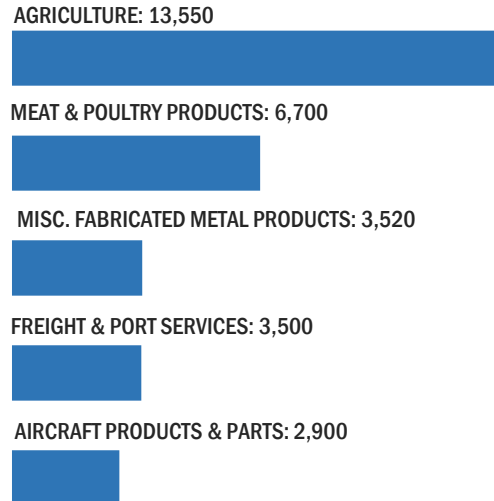 AGRICULTURE: 13,550
MEAT & POULTRY PRODUCTS: 6,700
MISC. FABRICATED METAL PRODUCTS: 3,520
FREIGHT & PORT SERVICES: 3,500
AIRCRAFT PRODUCTS & PARTS: 2,900